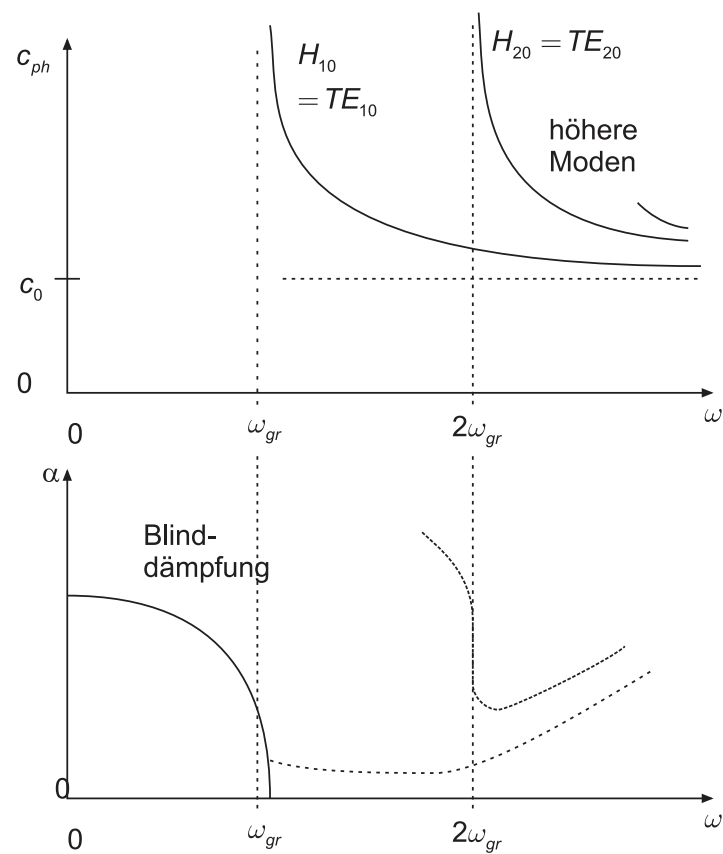 c_ph
H_10
= TE_10
H_20 = TE_20
höhere
Moden
c_0
0
0
ω_gr
2ω_gr
ω
α
Blind-
dämpfung
0
0
ω_gr
2ω_gr
ω